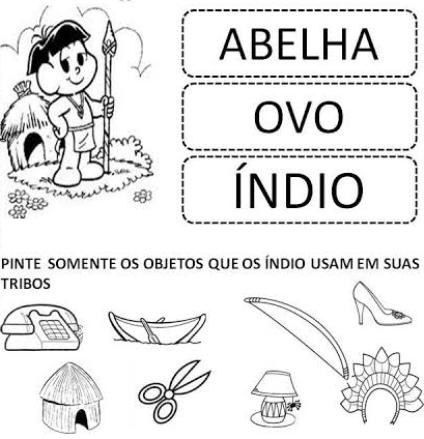 ABELHA
OVO
ÍNDIO
PINTE SOMENTE OS OBJETOS QUE OS ÍNDIO USAM EM SUAS
TRIBOS